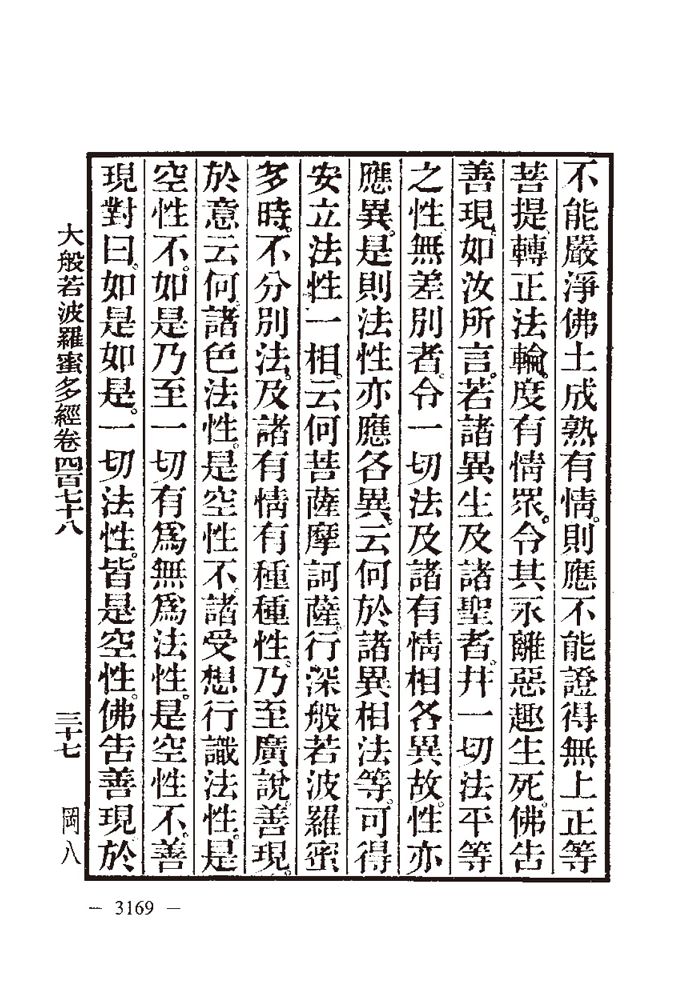 不能嚴淨佛土成熟有情。則應不能證得無上正等
菩提。轉正法輪。度有情眾。令其永離惡趣生死。佛告
善現。如汝所言。若諸異生及諸聖者。幷一切法平等
之性。無差別者。令一切法及諸有情相各異故。性亦
應異。是則法性亦應各異。云何於諸異相法等。可得
安立法性一相。云何菩薩摩訶薩。行深般若波羅蜜
多時。不分別法。及諸有情有種種性。乃至廣說。善現。
於意云何。諸色法性。是空性不。諸受想行識法性。是
空性不。如是乃至一切有爲無爲法性。是空性不。善
現對曰。如是如是。一切法性。皆是空性。佛告善現。於
大般若波羅蜜多經卷四百七十八
三十七
岡八
— 3169 —